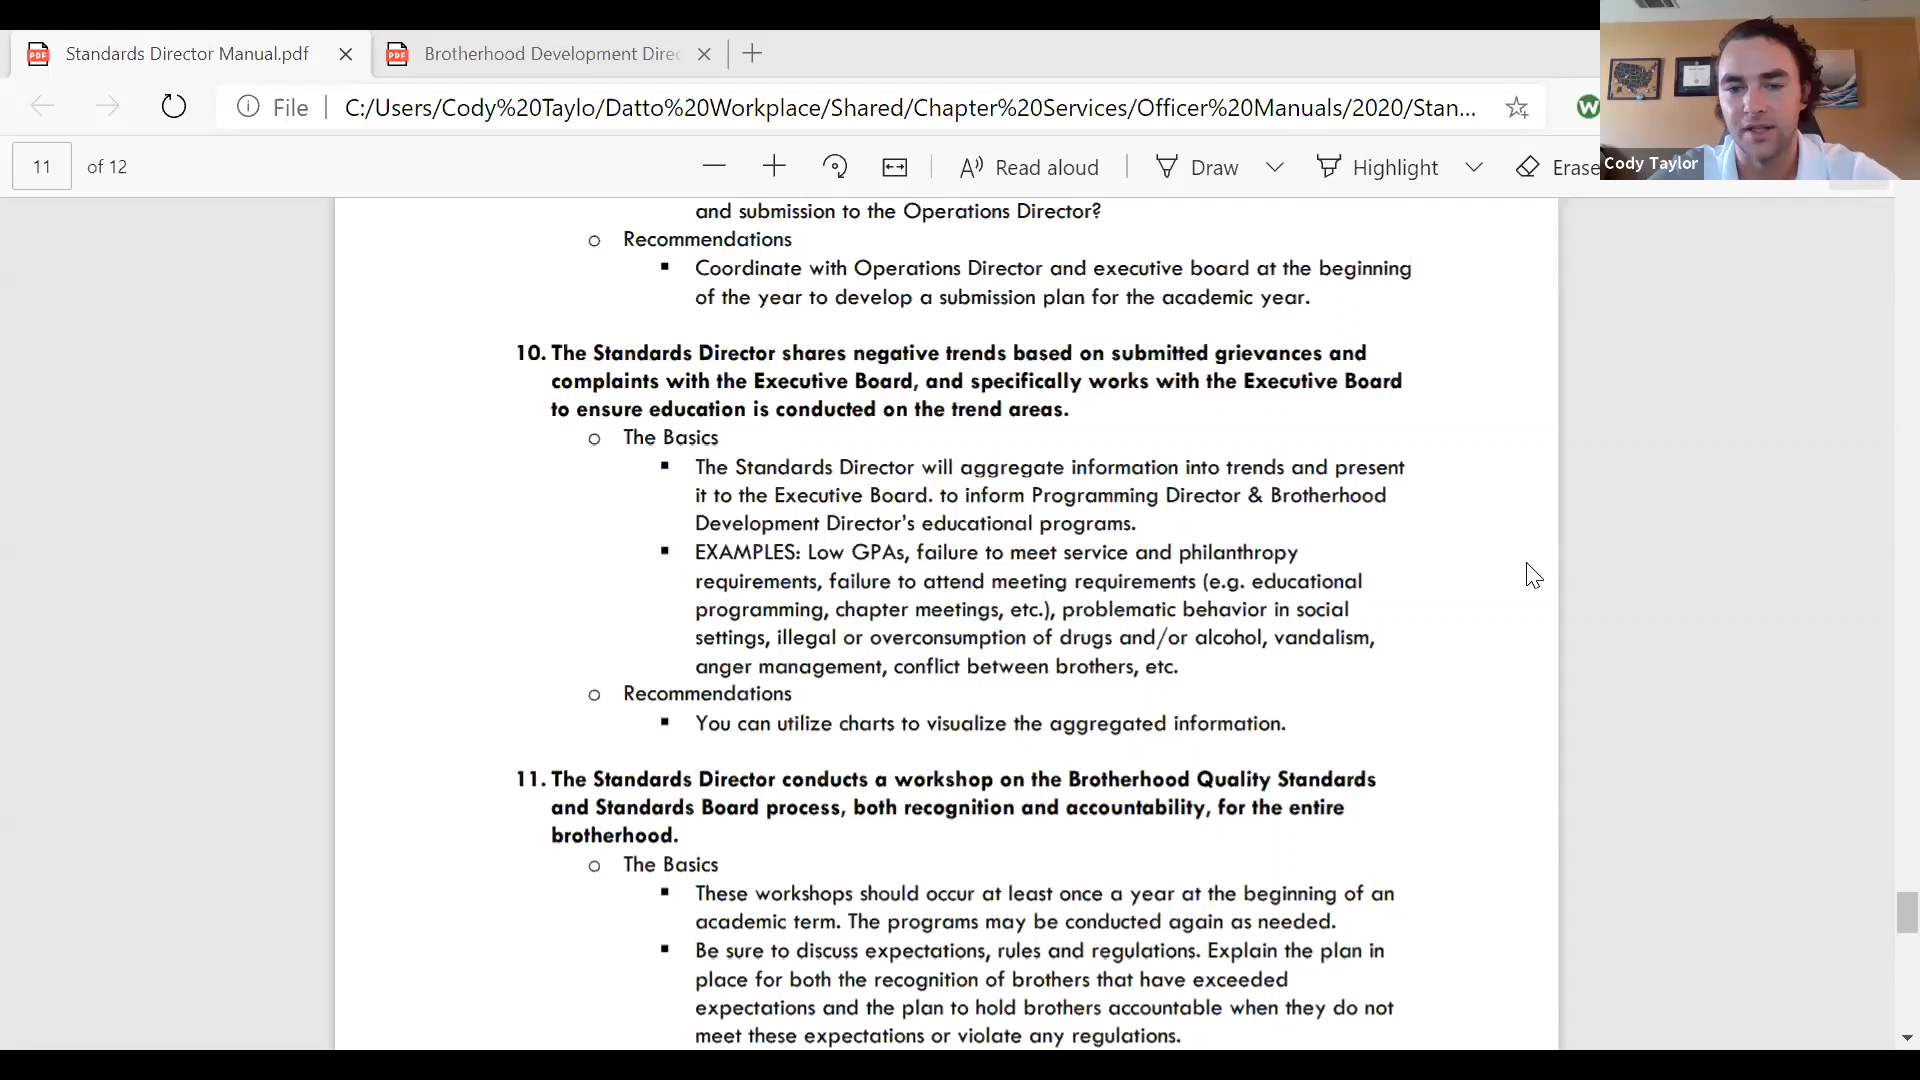 Standards Director Manual.pdf
Brotherhood Development Direc
File
C:/Users/Cody%20Taylo/Datto%20Workplace/Shared/Chapter%20Services/Officer%20Manuals/2020/Stan...
11 of 12
Read aloud
Draw
Highlight
Erase
Cody Taylor
and submission to the Operations Director?
o Recommendations
▪ Coordinate with Operations Director and executive board at the beginning
of the year to develop a submission plan for the academic year.
10. The Standards Director shares negative trends based on submitted grievances and
complaints with the Executive Board, and specifically works with the Executive Board
to ensure education is conducted on the trend areas.
o The Basics
▪ The Standards Director will aggregate information into trends and present
it to the Executive Board. to inform Programming Director & Brotherhood
Development Director's educational programs.
▪ EXAMPLES: Low GPAs, failure to meet service and philanthropy
requirements, failure to attend meeting requirements (e.g. educational
programming, chapter meetings, etc.), problematic behavior in social
settings, illegal or overconsumption of drugs and/or alcohol, vandalism,
anger management, conflict between brothers, etc.
o Recommendations
▪ You can utilize charts to visualize the aggregated information.
11. The Standards Director conducts a workshop on the Brotherhood Quality Standards
and Standards Board process, both recognition and accountability, for the entire
brotherhood.
o The Basics
▪ These workshops should occur at least once a year at the beginning of an
academic term. The programs may be conducted again as needed.
▪ Be sure to discuss expectations, rules and regulations. Explain the plan in
place for both the recognition of brothers that have exceeded
expectations and the plan to hold brothers accountable when they do not
meet these expectations or violate any regulations.